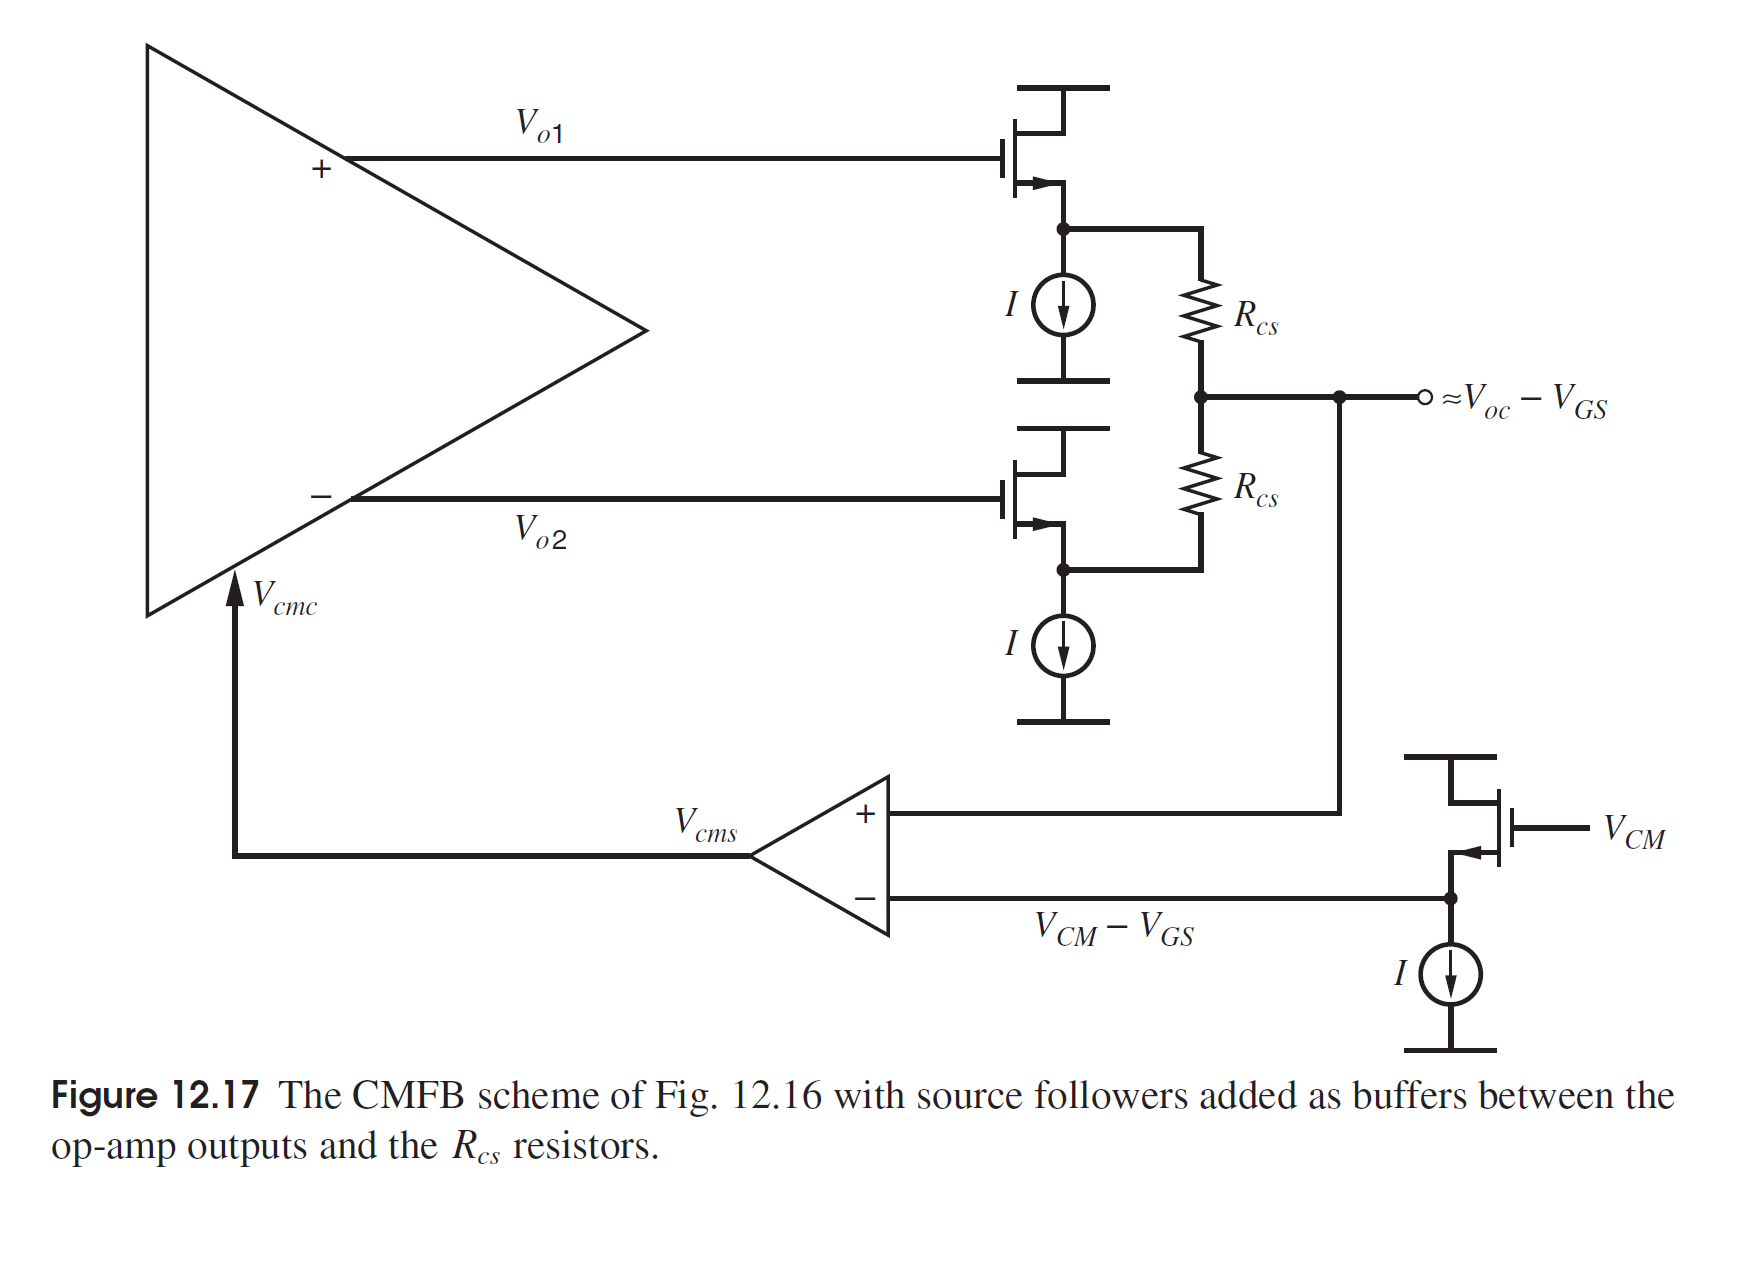 V_{o1}
+
I
R_{cs}
≈V_{oc} − V_{GS}
−
V_{o2}
R_{cs}
V_{cmc}
I
V_{cms}
+
V_{CM}
−
V_{CM} − V_{GS}
I
Figure 12.17 The CMFB scheme of Fig. 12.16 with source followers added as buffers between the
op-amp outputs and the R_{cs} resistors.